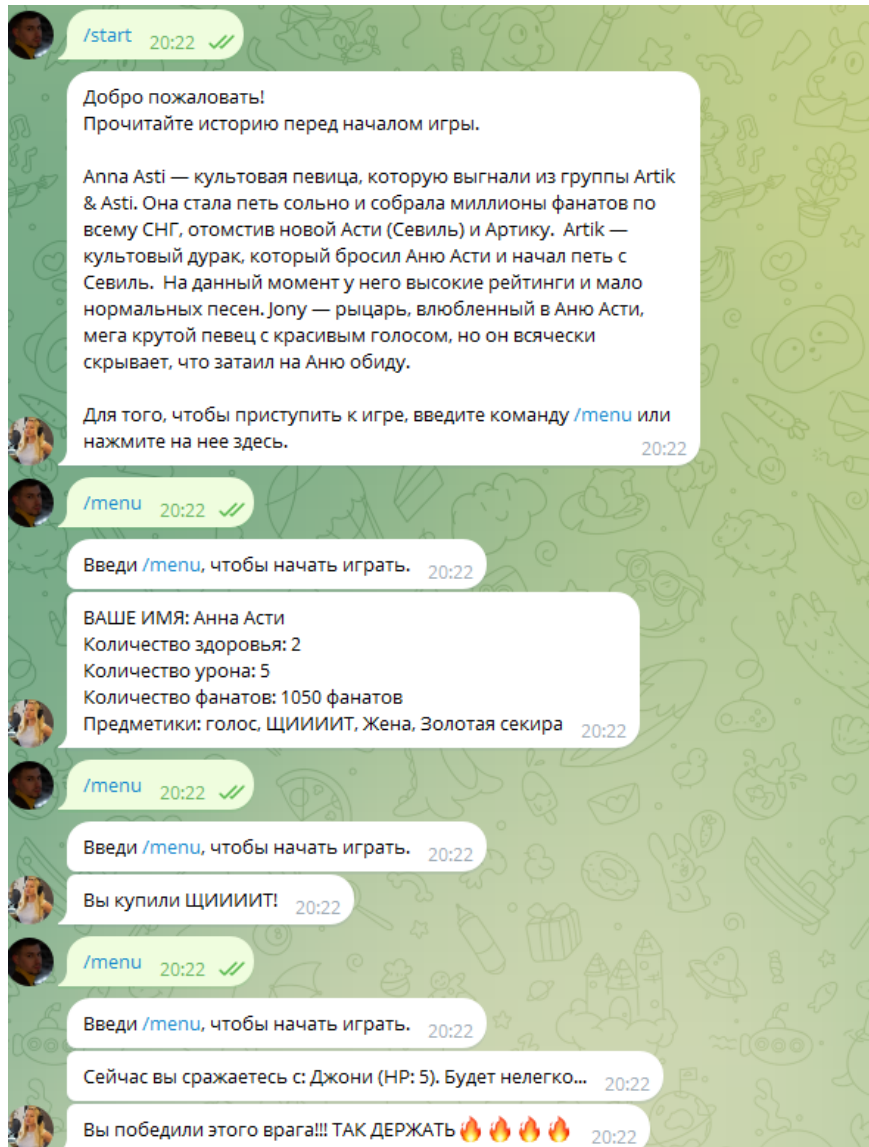 /start 20:22
Добро пожаловать!
Прочитайте историю перед началом игры.
Anna Asti — культовая певица, которую выгнали из группы Artik
& Asti. Она стала петь сольно и собрала миллионы фанатов по
всему СНГ, отомстив новой Асти (Севиль) и Артику.  Artik —
культовый дурак, который бросил Аню Асти и начал петь с
Севиль.  На данный момент у него высокие рейтинги и мало
нормальных песен. Jony — рыцарь, влюбленный в Аню Асти,
мега крутой певец с красивым голосом, но он всячески
скрывает, что затаил на Аню обиду.
Для того, чтобы приступить к игре, введите команду /menu или
нажмите на нее здесь.
20:22
/menu 20:22
Введи /menu, чтобы начать играть. 20:22
ВАШЕ ИМЯ: Анна Асти
Количество здоровья: 2
Количество урона: 5
Количество фанатов: 1050 фанатов
Предметики: голос, ЩИИИИТ, Жена, Золотая секира 20:22
/menu 20:22
Введи /menu, чтобы начать играть. 20:22
Вы купили ЩИИИИТ! 20:22
/menu 20:22
Введи /menu, чтобы начать играть. 20:22
Сейчас вы сражаетесь с: Джони (HP: 5). Будет нелегко... 20:22
Вы победили этого врага!!! ТАК ДЕРЖАТЬ🔥🔥🔥🔥 20:22